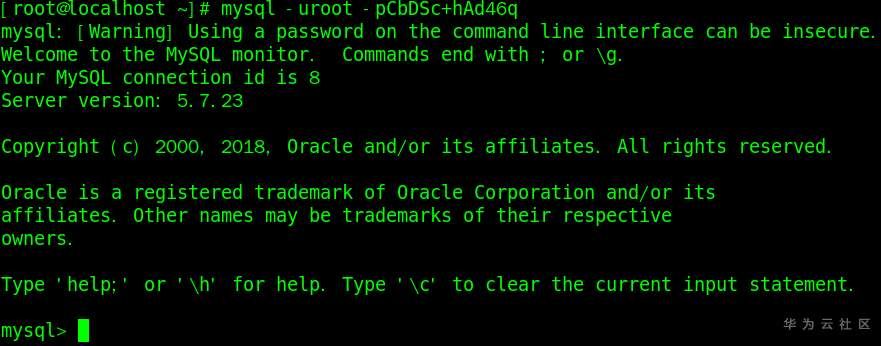 [root@localhost ~]# mysql -uroot -pCbDSc+hAd46q
mysql: [Warning] Using a password on the command line interface can be insecure.
Welcome to the MySQL monitor.  Commands end with ; or \g.
Your MySQL connection id is 8
Server version: 5.7.23
Copyright (c) 2000, 2018, Oracle and/or its affiliates. All rights reserved.
Oracle is a registered trademark of Oracle Corporation and/or its
affiliates. Other names may be trademarks of their respective
owners.
Type 'help;' or '\h' for help. Type '\c' to clear the current input statement.
mysql>
华为云社区